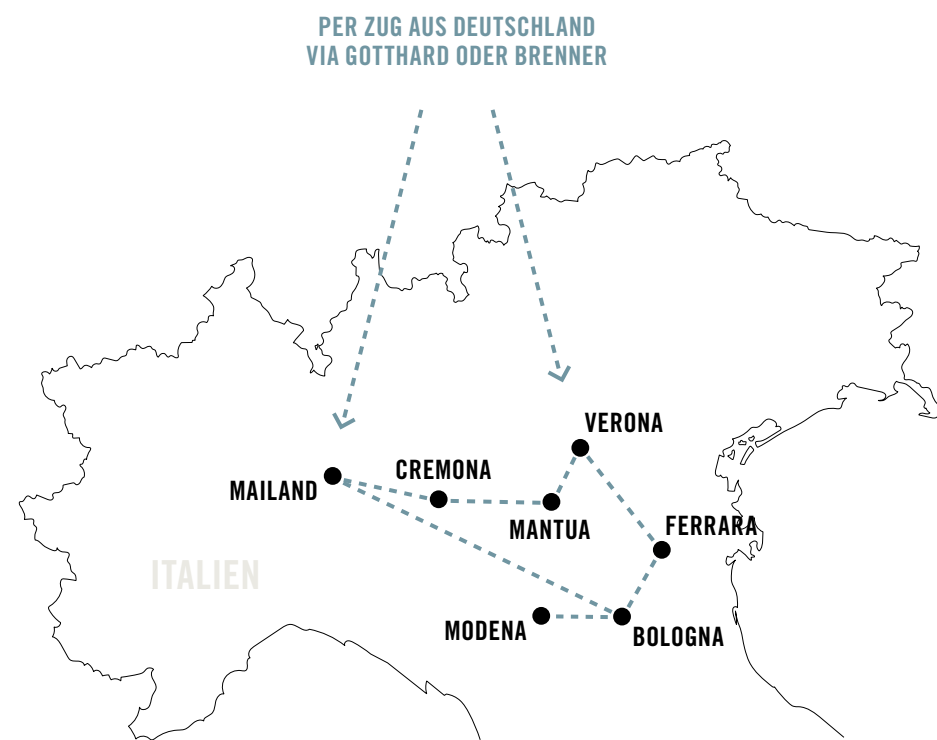 PER ZUG AUS DEUTSCHLAND
VIA GOTTHARD ODER BRENNER
VERONA
CREMONA
MAILAND
MANTUA
FERRARA
ITALIEN
MODENA
BOLOGNA